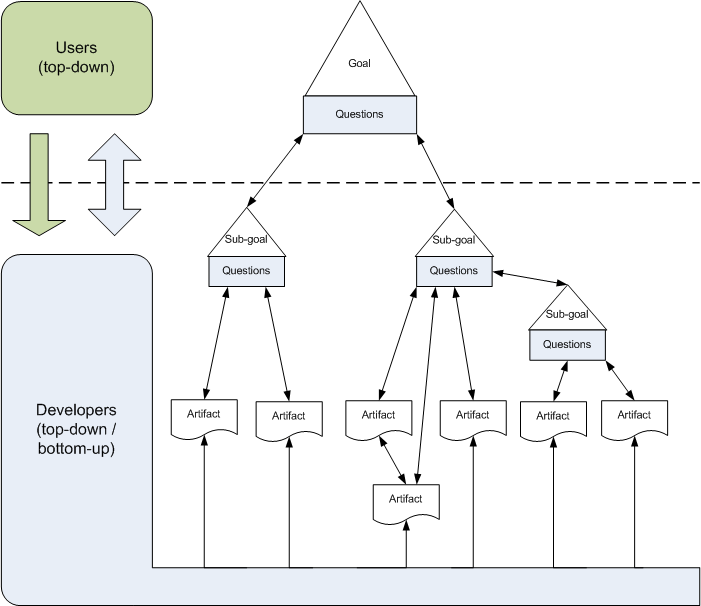 Users
(top-down)
Goal
Questions
Sub-goal
Questions
Sub-goal
Questions
Sub-goal
Questions
Developers
(top-down /
bottom-up)
Artifact
Artifact
Artifact
Artifact
Artifact
Artifact
Artifact